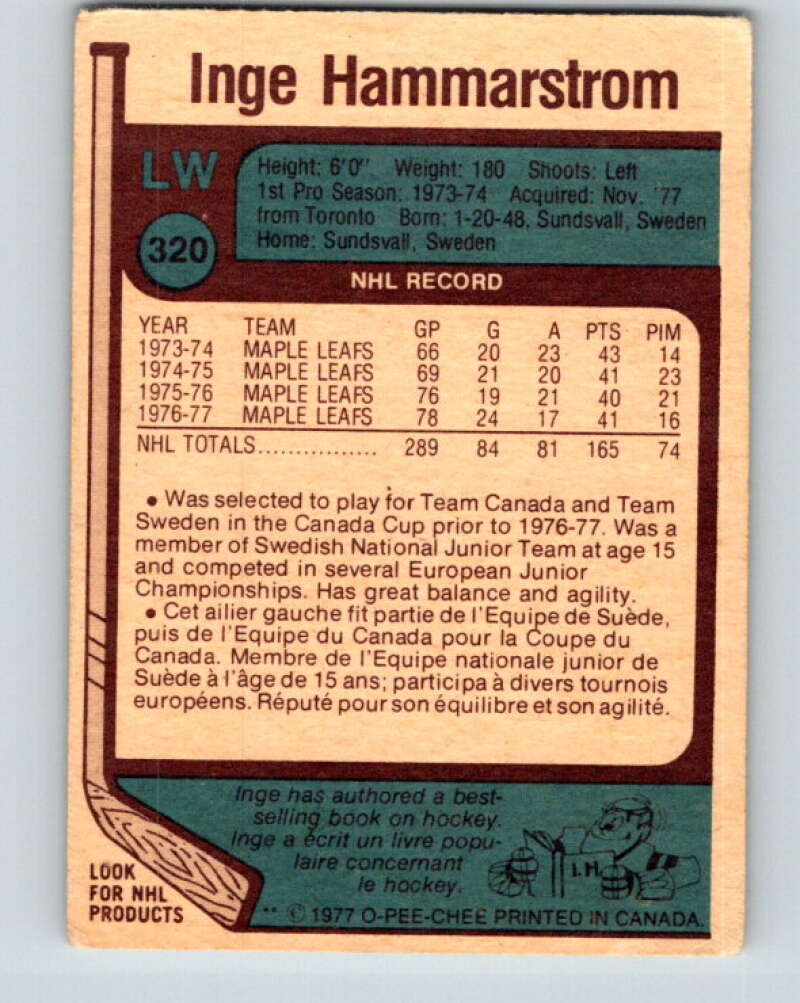 Inge Hammarstrom
LW
320
Height: 6'0" Weight: 180 Shoots: Left
1st Pro Season: 1973-74 Acquired: Nov. '77
from Toronto Born: 1-20-48, Sundsvall, Sweden
Home: Sundsvall, Sweden
NHL RECORD
YEAR TEAM GP G A PTS PIM
1973-74 MAPLE LEAFS 66 20 23 43 14
1974-75 MAPLE LEAFS 69 21 20 41 23
1975-76 MAPLE LEAFS 76 19 21 40 21
1976-77 MAPLE LEAFS 78 24 17 41 16
NHL TOTALS................ 289 84 81 165 74
• Was selected to play for Team Canada and Team
Sweden in the Canada Cup prior to 1976-77. Was a
member of Swedish National Junior Team at age 15
and competed in several European Junior
Championships. Has great balance and agility.
• Cet ailier gauche fit partie de l'Equipe de Suède,
puis de l'Equipe du Canada pour la Coupe du
Canada. Membre de l'Equipe nationale junior de
Suède à l'âge de 15 ans; participa à divers tournois
européens. Réputé pour son équilibre et son agilité.
Inge has authored a best-
selling book on hockey.
Inge a écrit un livre popu-
laire concernant
le hockey.
I.H.
LOOK
FOR NHL
PRODUCTS
** © 1977 O-PEE-CHEE PRINTED IN CANADA.